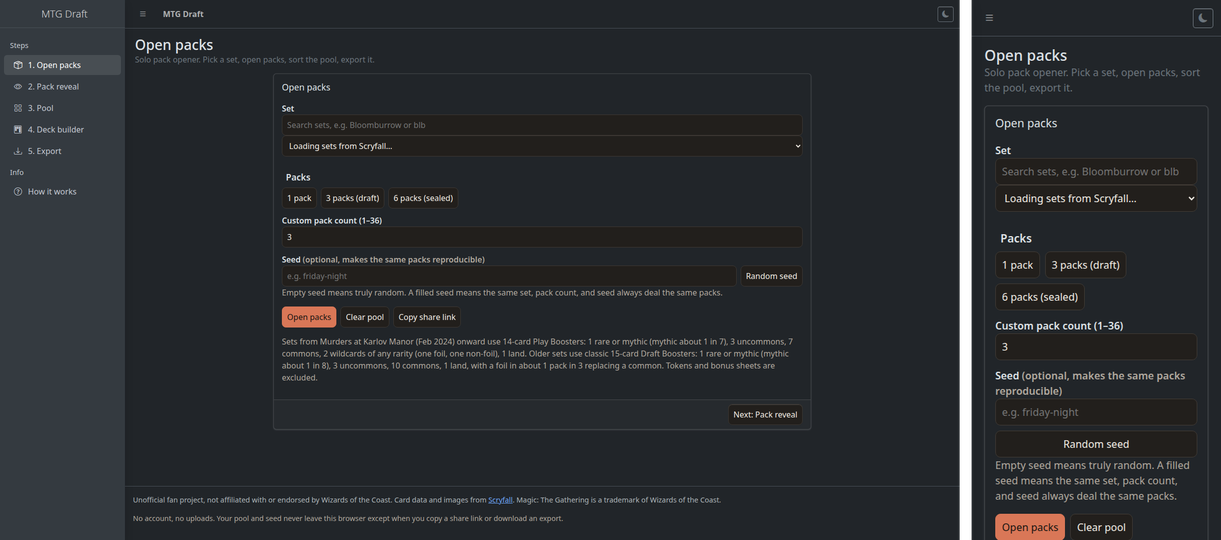 MTG Draft
Steps
1. Open packs
2. Pack reveal
3. Pool
4. Deck builder
5. Export
Info
How it works
MTG Draft
Open packs
Solo pack opener. Pick a set, open packs, sort the pool, export it.
Open packs
Set
Search sets, e.g. Bloomburrow or blb
Loading sets from Scryfall...
Packs
1 pack
3 packs (draft)
6 packs (sealed)
Custom pack count (1–36)
3
Seed (optional, makes the same packs reproducible)
e.g. friday-night
Random seed
Empty seed means truly random. A filled seed means the same set, pack count, and seed always deal the same packs.
Open packs
Clear pool
Copy share link
Sets from Murders at Karlov Manor (Feb 2024) onward use 14-card Play Boosters: 1 rare or mythic (mythic about 1 in 7), 3 uncommons, 7
commons, 2 wildcards of any rarity (one foil, one non-foil), 1 land. Older sets use classic 15-card Draft Boosters: 1 rare or mythic (mythic
about 1 in 8), 3 uncommons, 10 commons, 1 land, with a foil in about 1 pack in 3 replacing a common. Tokens and bonus sheets are
excluded.
Next: Pack reveal
Unofficial fan project, not affiliated with or endorsed by Wizards of the Coast. Card data and images from Scryfall. Magic: The Gathering is a trademark of Wizards of the Coast.
No account, no uploads. Your pool and seed never leave this browser except when you copy a share link or download an export.
Open packs
Solo pack opener. Pick a set, open packs, sort
the pool, export it.
Open packs
Set
Search sets, e.g. Bloomburrow or blb
Loading sets from Scryfall...
Packs
1 pack
3 packs (draft)
6 packs (sealed)
Custom pack count (1–36)
3
Seed (optional, makes the same packs
reproducible)
e.g. friday-night
Random seed
Empty seed means truly random. A filled
seed means the same set, pack count,
and seed always deal the same packs.
Open packs
Clear pool